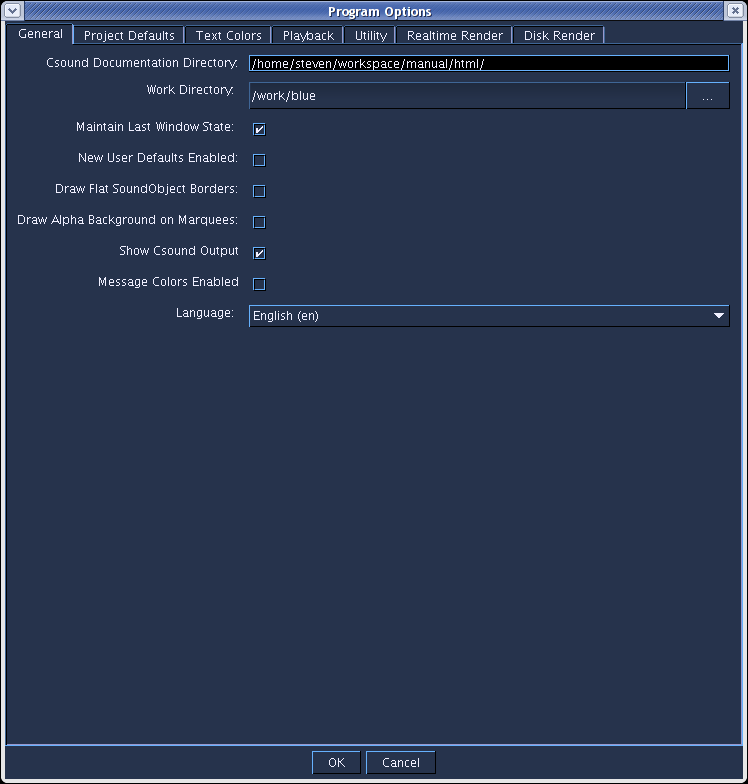 Program Options
General Project Defaults Text Colors Playback Utility Realtime Render Disk Render
Csound Documentation Directory: /home/steven/workspace/manual/html/
Work Directory: /work/blue ...
Maintain Last Window State:
New User Defaults Enabled:
Draw Flat SoundObject Borders:
Draw Alpha Background on Marquees:
Show Csound Output
Message Colors Enabled
Language: English (en)
OK Cancel